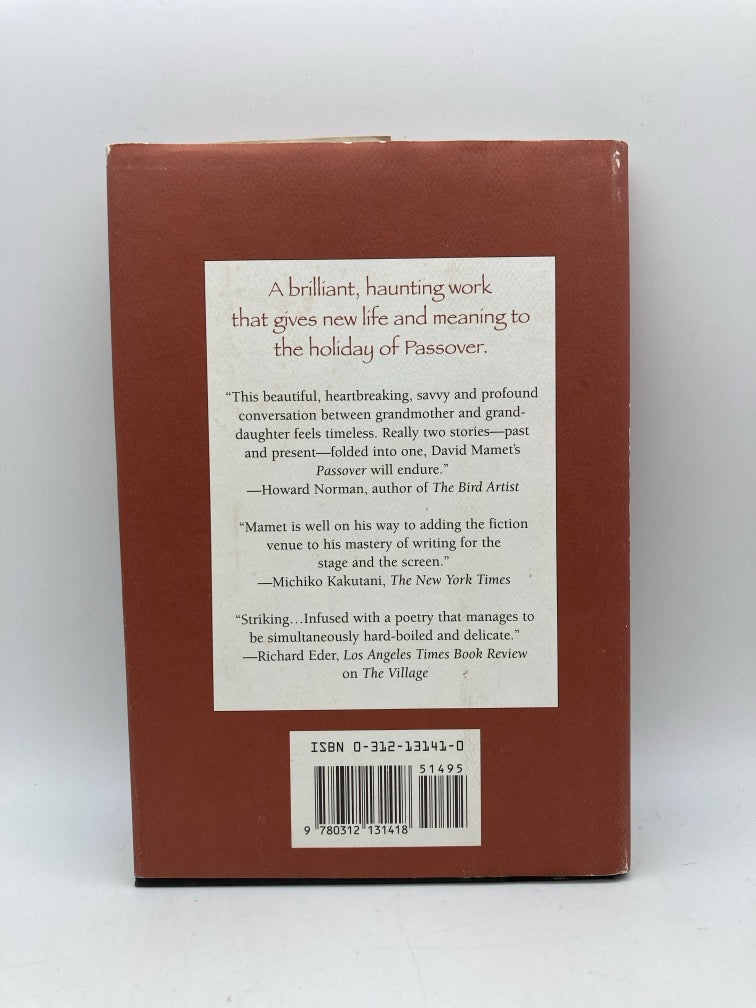 A brilliant, haunting work
that gives new life and meaning to
the holiday of Passover.
“This beautiful, heartbreaking, savvy and profound
conversation between grandmother and grand-
daughter feels timeless. Really two stories—past
and present—folded into one, David Mamet’s
Passover will endure.”
—Howard Norman, author of The Bird Artist
“Mamet is well on his way to adding the fiction
venue to his mastery of writing for the
stage and the screen.”
—Michiko Kakutani, The New York Times
“Striking…Infused with a poetry that manages to
be simultaneously hard-boiled and delicate.”
—Richard Eder, Los Angeles Times Book Review
on The Village
ISBN 0-312-13141-0
51495
9 780312 131418